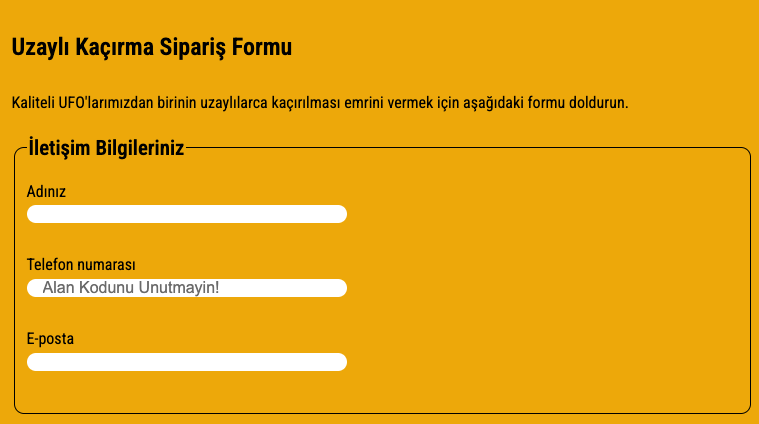 Uzaylı Kaçırma Sipariş Formu
Kaliteli UFO'larımızdan birinin uzaylılarca kaçırılması emrini vermek için aşağıdaki formu doldurun.
İletişim Bilgileriniz
Adınız
Telefon numarası
Alan Kodunu Unutmayin!
E-posta